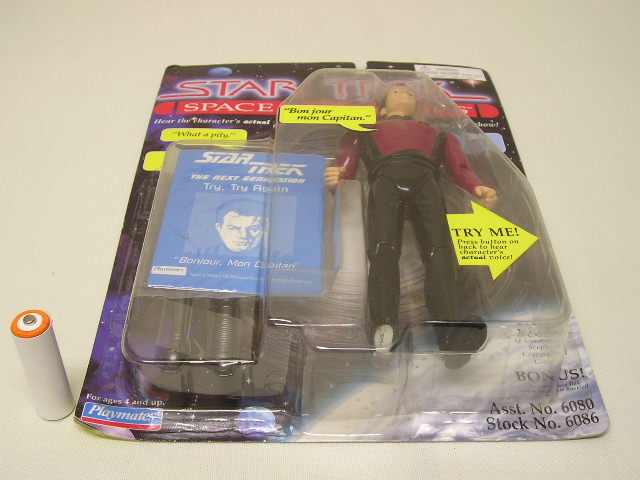 STAR TREK
SPACE
Hear the character's actual
show!
"What a pity."
"Bon jour
mon Capitan."
STAR
TREK
THE NEXT GENERATION
Try, Try Again
"Bonjour, Mon Capitan"
Playmates
TRY ME!
Press button on
back to hear
character's
actual voice!
BONUS!
For ages 4 and up.
Playmates
Asst. No. 6080
Stock No. 6086